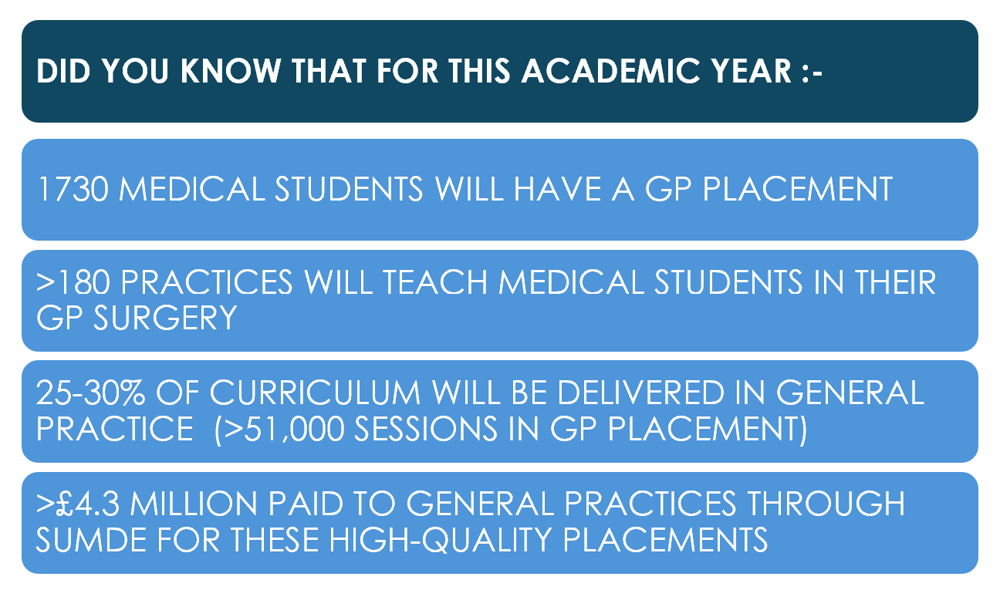 DID YOU KNOW THAT FOR THIS ACADEMIC YEAR :-
1730 MEDICAL STUDENTS WILL HAVE A GP PLACEMENT
>180 PRACTICES WILL TEACH MEDICAL STUDENTS IN THEIR
GP SURGERY
25-30% OF CURRICULUM WILL BE DELIVERED IN GENERAL
PRACTICE  (>51,000 SESSIONS IN GP PLACEMENT)
>£4.3 MILLION PAID TO GENERAL PRACTICES THROUGH
SUMDE FOR THESE HIGH-QUALITY PLACEMENTS